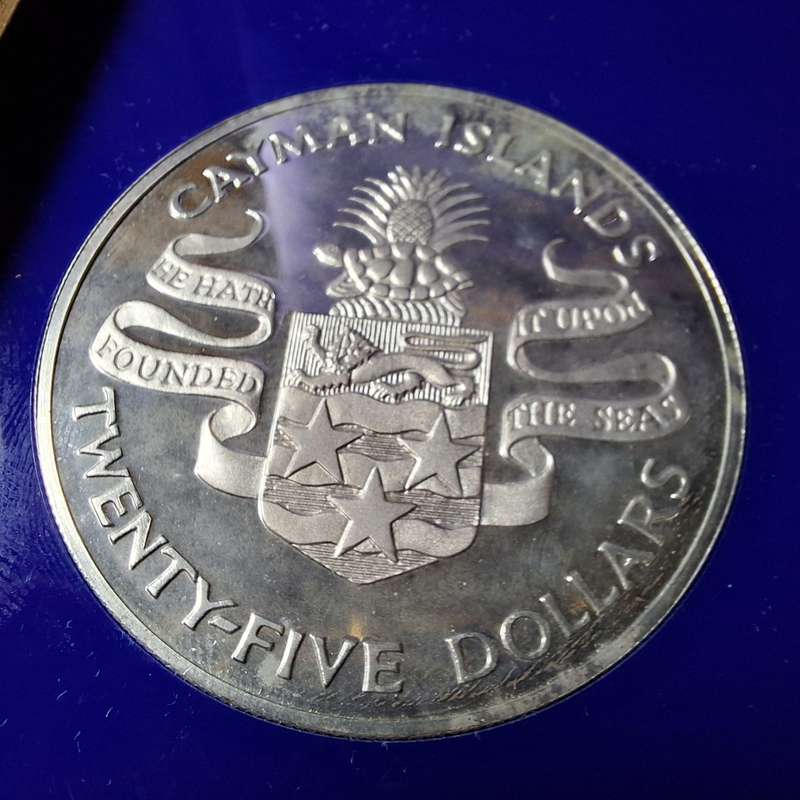 CAYMAN ISLANDS
HE HATH
FOUNDED
IT UPON
THE SEAS
TWENTY-FIVE DOLLARS